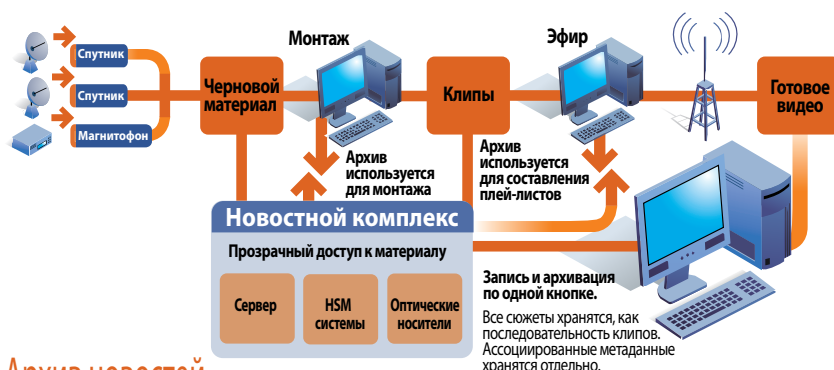 Монтаж
Эфир
Спутник
Спутник
Магнитофон
Черновой
материал
Клипы
Готовое
видео
Архив
используется
для монтажа
Архив
используется
для составления
плей-листов
Новостной комплекс
Прозрачный доступ к материалу
Сервер
HSM
системы
Оптические
носители
Запись и архивация
по одной кнопке.
Все сюжеты хранятся, как
последовательность клипов.
Ассоциированные метаданные
хранятся отдельно.
Архив новостей